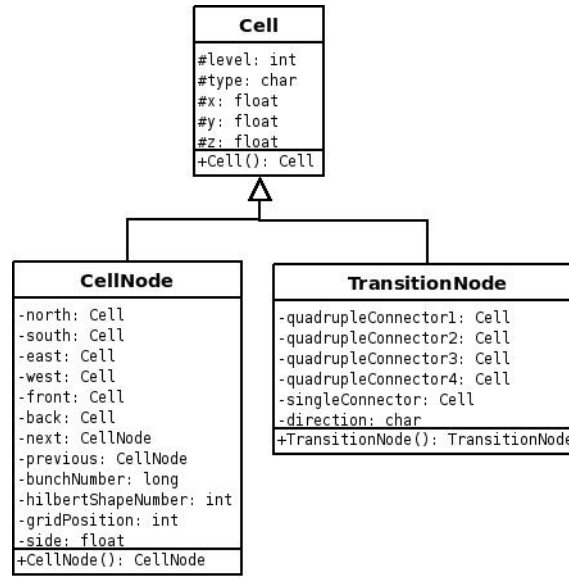 Cell
#level: int
#type: char
#x: float
#y: float
#z: float
+Cell(): Cell
CellNode
-north: Cell
-south: Cell
-east: Cell
-west: Cell
-front: Cell
-back: Cell
-next: CellNode
-previous: CellNode
-bunchNumber: long
-hilbertShapeNumber: int
-gridPosition: int
-side: float
+CellNode(): CellNode
TransitionNode
-quadrupleConnector1: Cell
-quadrupleConnector2: Cell
-quadrupleConnector3: Cell
-quadrupleConnector4: Cell
-singleConnector: Cell
-direction: char
+TransitionNode(): TransitionNode